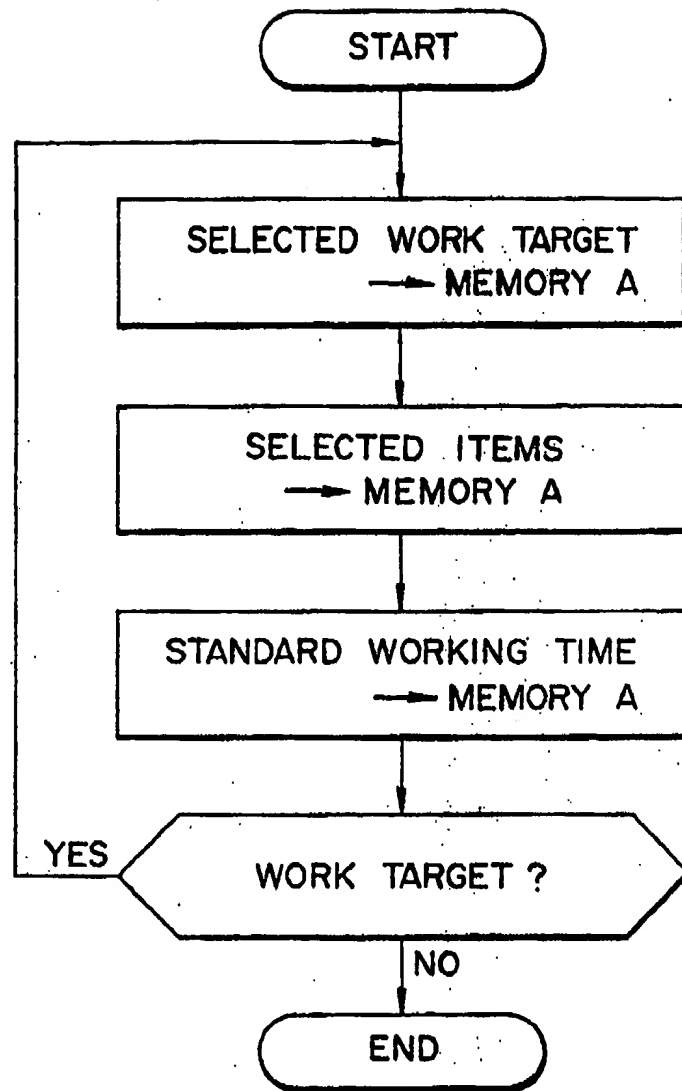 START
SELECTED WORK TARGET
→ MEMORY A
SELECTED ITEMS
→ MEMORY A
STANDARD WORKING TIME
→ MEMORY A
YES
WORK TARGET ?
NO
END